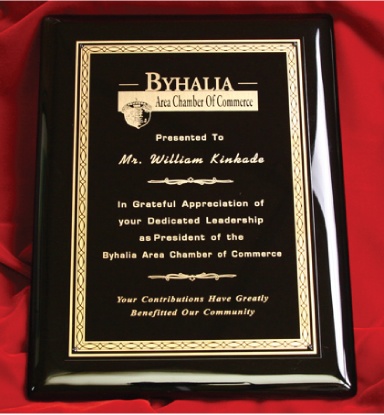 BYHALIA
Area Chamber Of Commerce
Presented To
Mr. William Kinkade
In Grateful Appreciation of
your Dedicated Leadership
as President of the
Byhalia Area Chamber of Commerce
Your Contributions Have Greatly
Benefitted Our Community